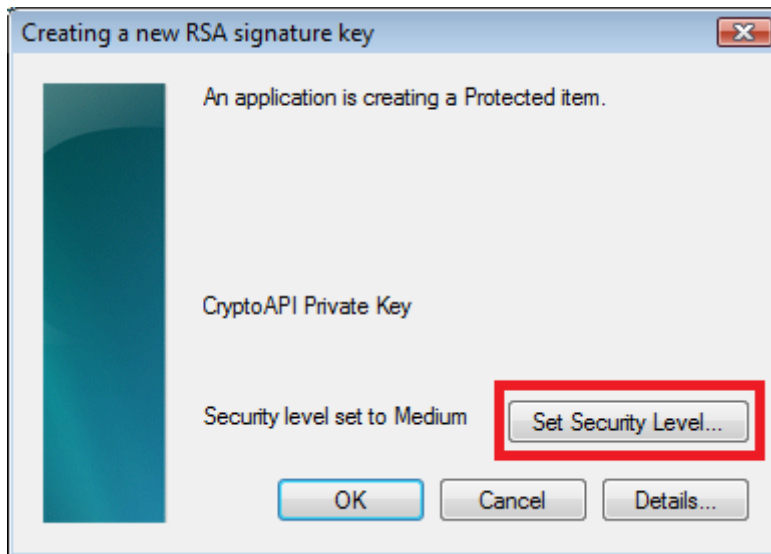 Creating a new RSA signature key
An application is creating a Protected item.
CryptoAPI Private Key
Security level set to Medium
Set Security Level...
OK
Cancel
Details...